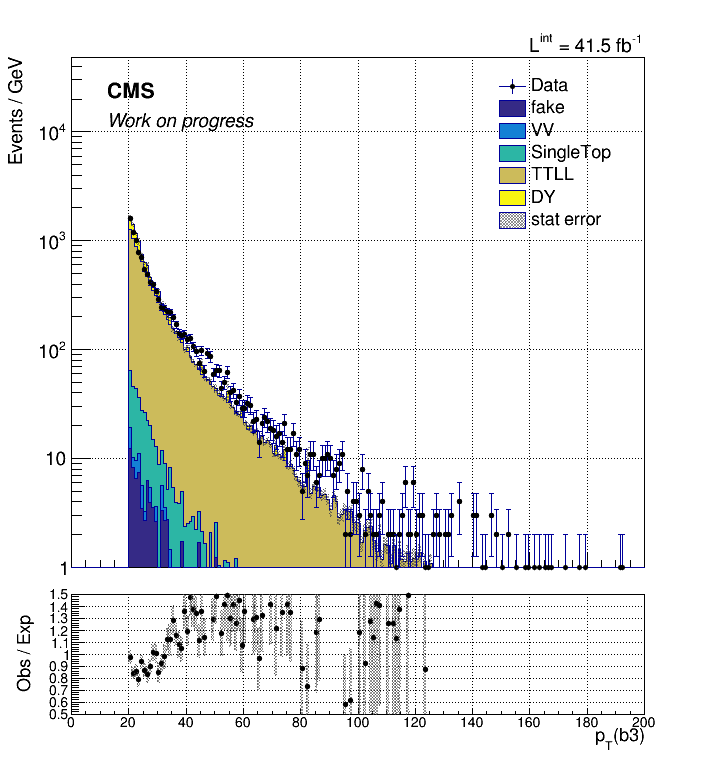 L^int = 41.5 fb^-1
Events / GeV
CMS
Work on progress
Data
fake
VV
SingleTop
TTLL
DY
stat error
10^4
10^3
10^2
10
1
Obs / Exp
1.5
1.4
1.3
1.2
1.1
1
0.9
0.8
0.7
0.6
0.5
0 20 40 60 80 100 120 140 160 180 200
p_T(b3)